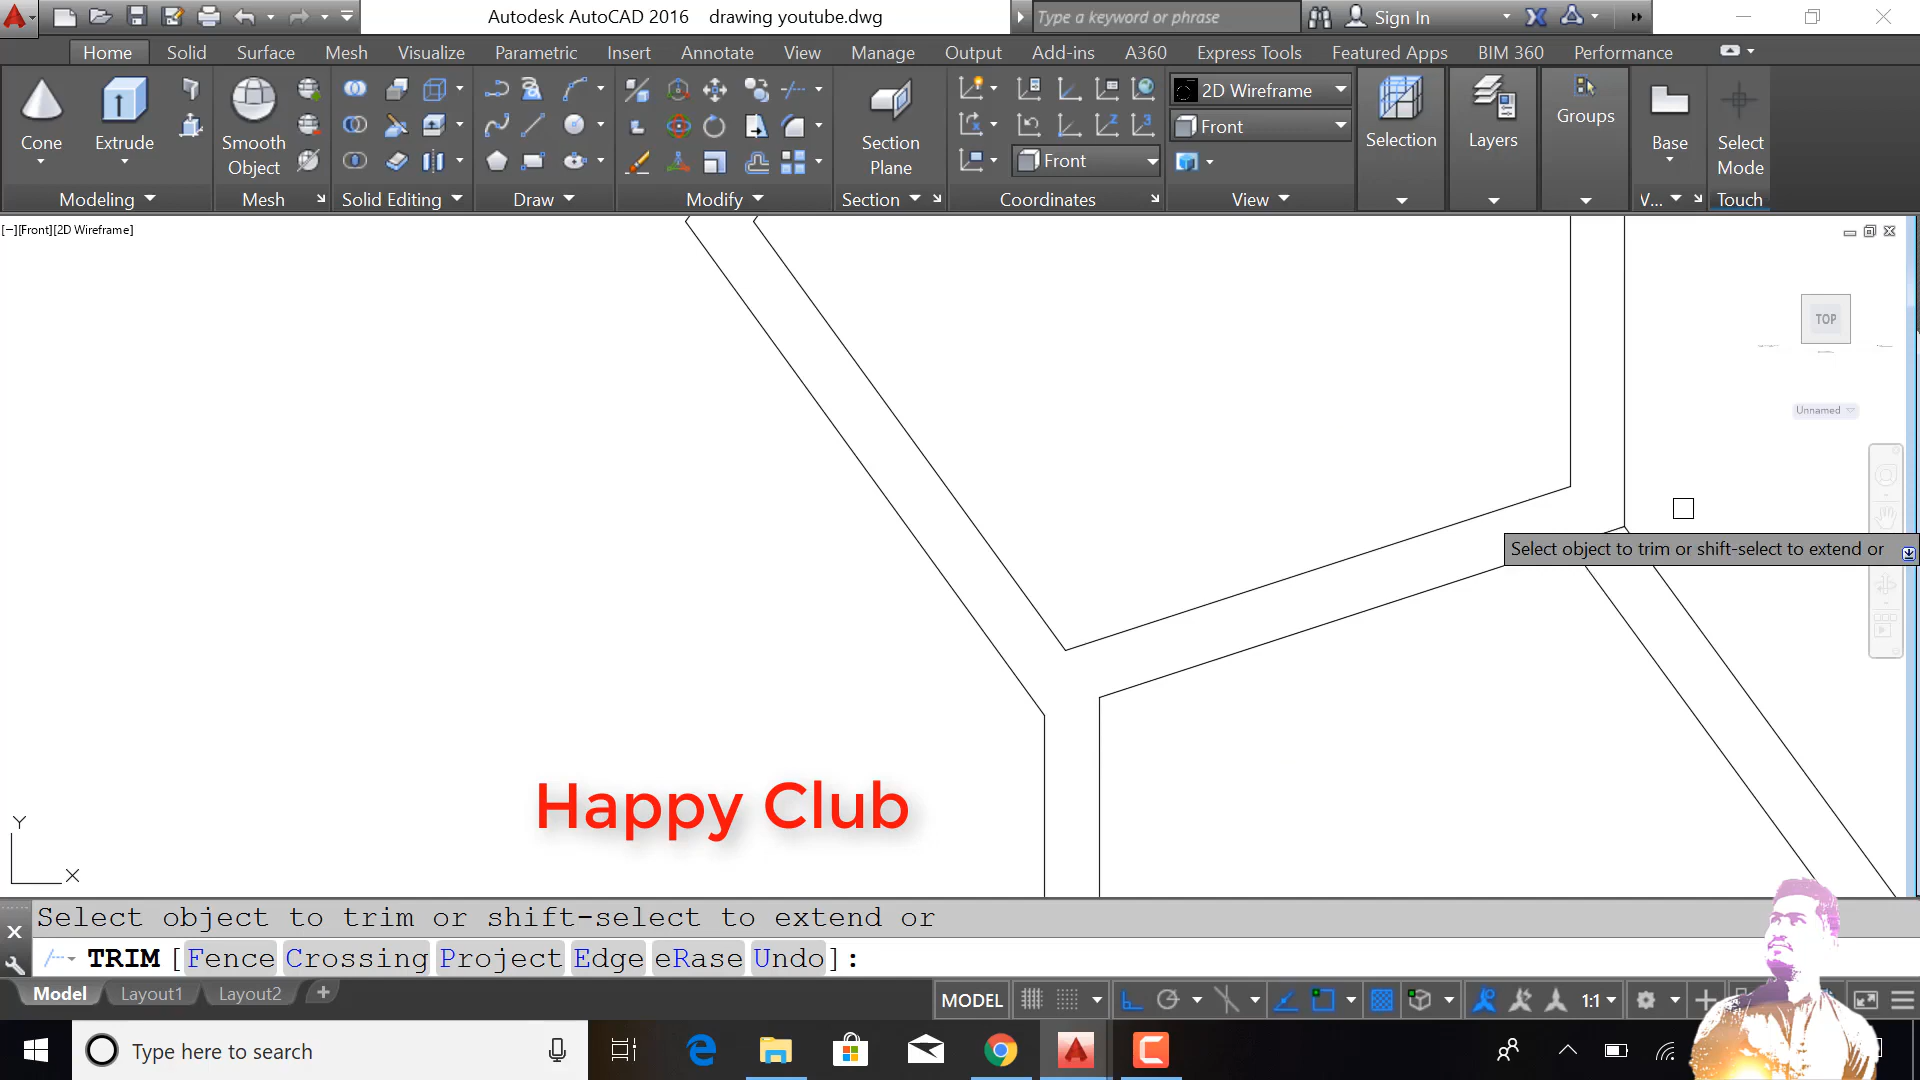 Autodesk AutoCAD 2016 drawing youtube.dwg
Type a keyword or phrase
Sign In
Home Solid Surface Mesh Visualize Parametric Insert Annotate View Manage Output Add-ins A360 Express Tools Featured Apps BIM 360 Performance
Cone
Extrude
Smooth
Object
Section
Plane
2D Wireframe
Front
Front
Selection
Layers
Groups
Base
Select
Mode
Modeling Mesh Solid Editing Draw Modify Section Coordinates View V... Touch
[−][Front][2D Wireframe]
TOP
Unnamed
Select object to trim or shift-select to extend or
Happy Club
Y
X
Select object to trim or shift-select to extend or
TRIM [Fence Crossing Project Edge eRase Undo]:
Model Layout1 Layout2 +
MODEL
1:1
Type here to search